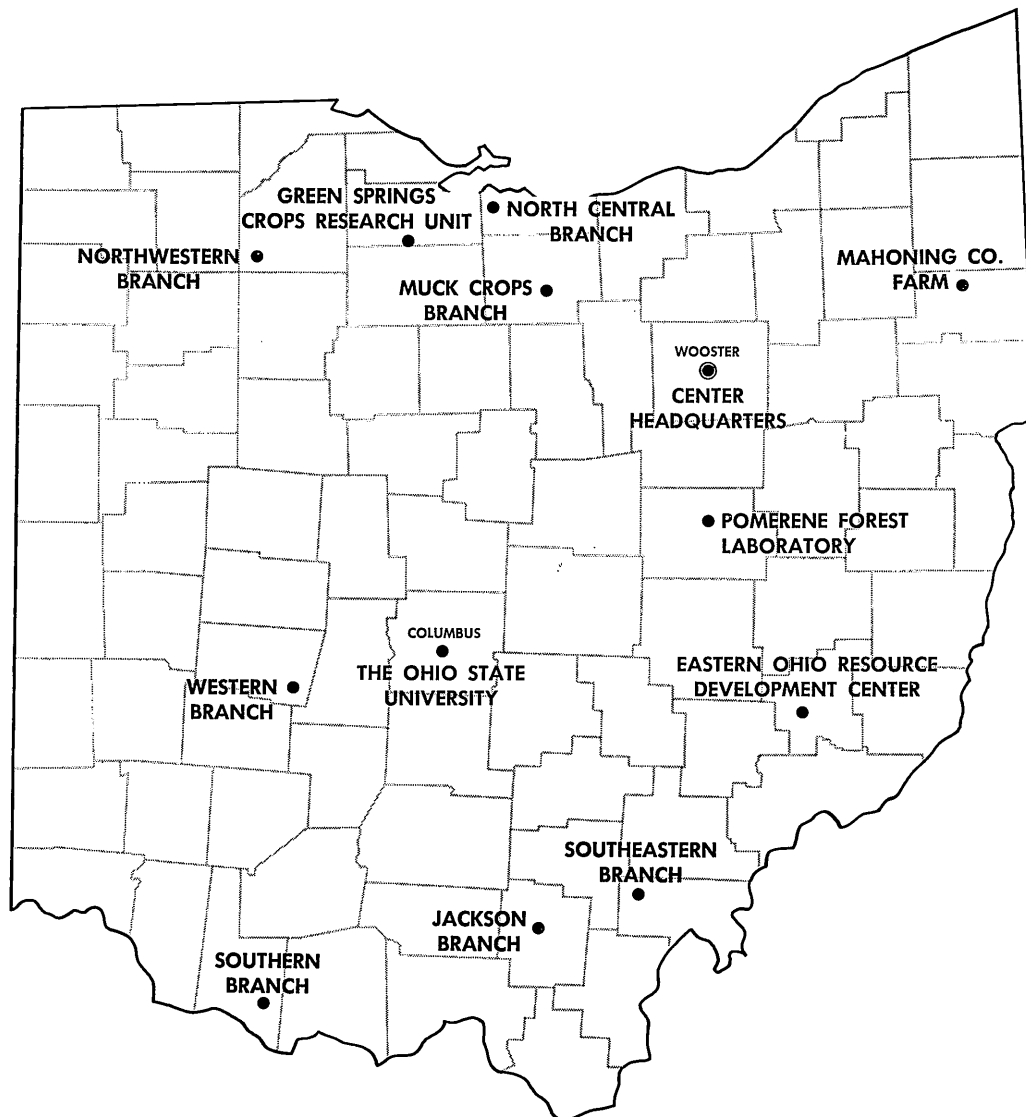 GREEN SPRINGS
CROPS RESEARCH UNIT
NORTH CENTRAL
BRANCH
NORTHWESTERN
BRANCH
MUCK CROPS
BRANCH
MAHONING CO.
FARM
WOOSTER
CENTER
HEADQUARTERS
POMERENE FOREST
LABORATORY
COLUMBUS
THE OHIO STATE
UNIVERSITY
WESTERN
BRANCH
EASTERN OHIO RESOURCE
DEVELOPMENT CENTER
SOUTHEASTERN
BRANCH
JACKSON
BRANCH
SOUTHERN
BRANCH